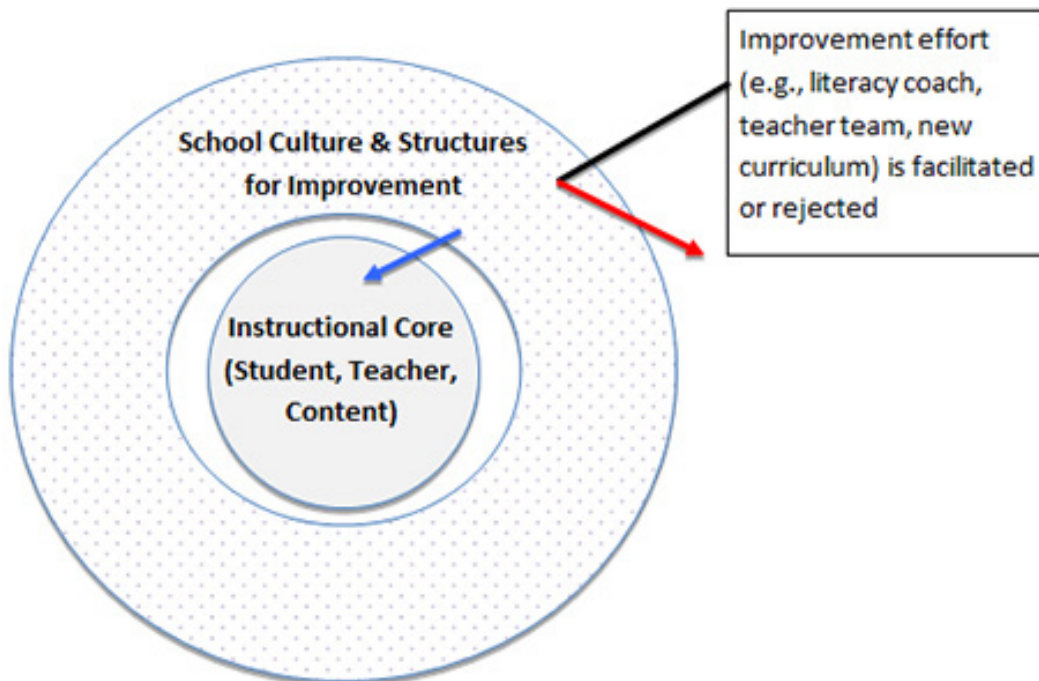 School Culture & Structures
for Improvement
Instructional Core
(Student, Teacher,
Content)
Improvement effort
(e.g., literacy coach,
teacher team, new
curriculum) is facilitated
or rejected